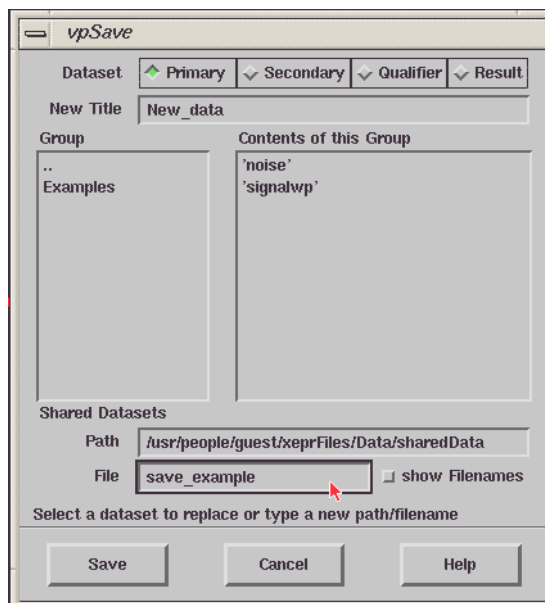 vpSave
Dataset Primary Secondary Qualifier Result
New Title New_data
Group Contents of this Group
.. 'noise'
Examples 'signalwp'
Shared Datasets
Path /usr/people/guest/xeprFiles/Data/sharedData
File save_example show Filenames
Select a dataset to replace or type a new path/filename
Save Cancel Help